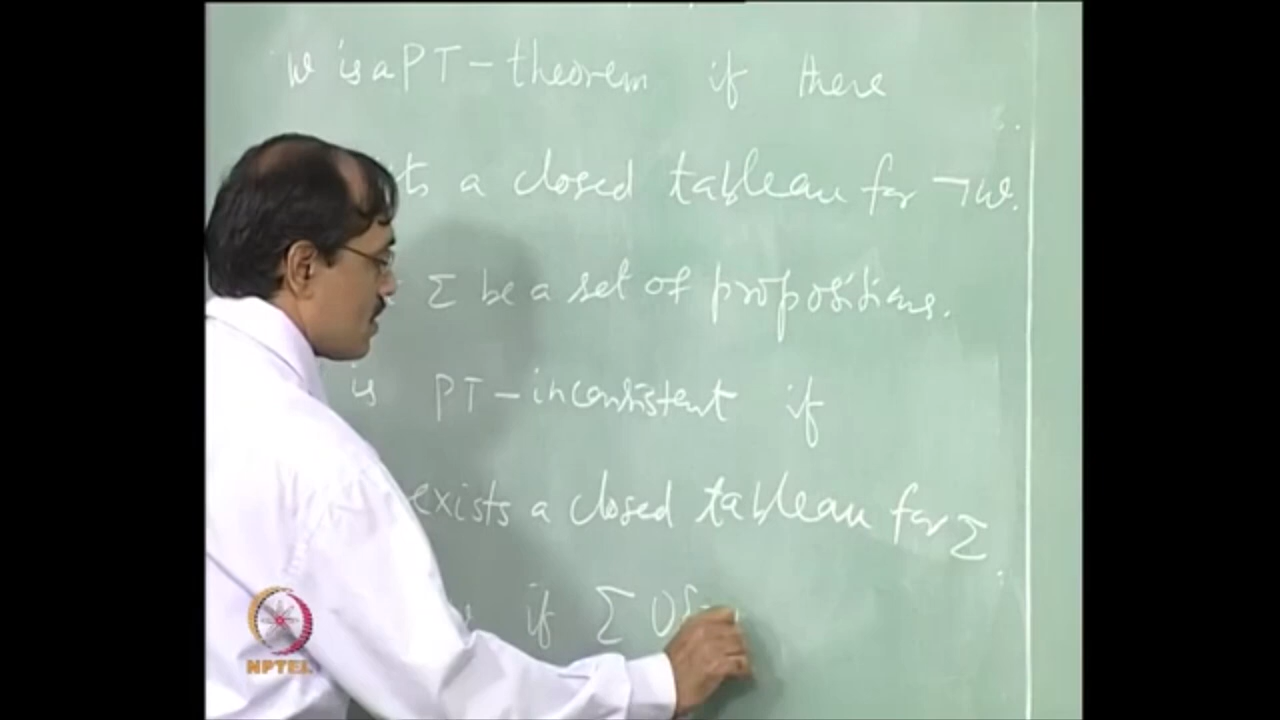 w is a PT - theorem if there
a closed tableau for ¬w.
Σ be a set of propositions.
is PT - inconsistent if
exists a closed tableau for Σ.
if Σ ∪ {¬
NPTEL